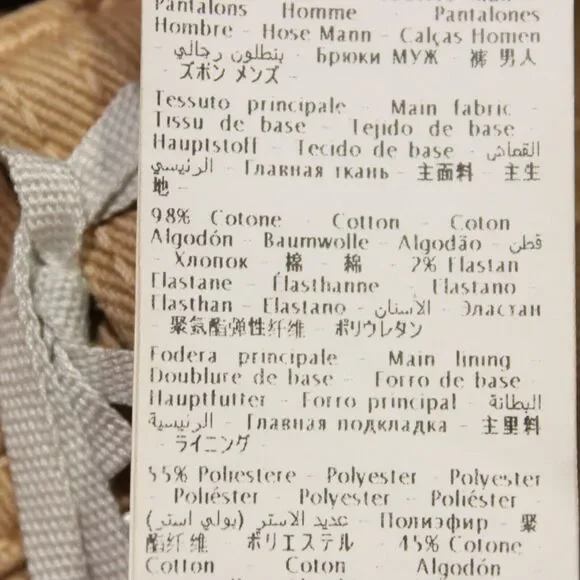 Pantalons Homme - Pantalones
Hombre - Hose Mann - Calças Homen
- بنطلون رجالي - Брюки МУЖ - 裤 男人
- ズボン メンズ -
Tessuto principale - Main fabric -
Tissu de base - Tejido de base -
Hauptstoff - Tecido de base - القماش
الرئيسي - Главная ткань - 主面料 - 主生
地 -
98% Cotone - Cotton - Coton -
Algodón - Baumwolle - Algodão - قطن
- Хлопок - 棉 - 綿 - 2% Elastan -
Elastane - Élasthanne - Elastano -
Elasthan - Elastano - الأستان - Эластан
- 聚氨酯弹性纤维 - ポリウレタン
Fodera principale - Main lining -
Doublure de base - Forro de base -
Hauptfutter - Forro principal - البطانة
الرئيسية - Главная подкладка - 主里料
- ライニング -
55% Poliestere - Polyester - Polyester
- Poliéster - Polyester - Poliéster -
عديد الاستر (بولي استر) - Полиэфир - 聚
酯纤维 - ポリエステル - 45% Cotone -
Cotton - Coton - Algodón -